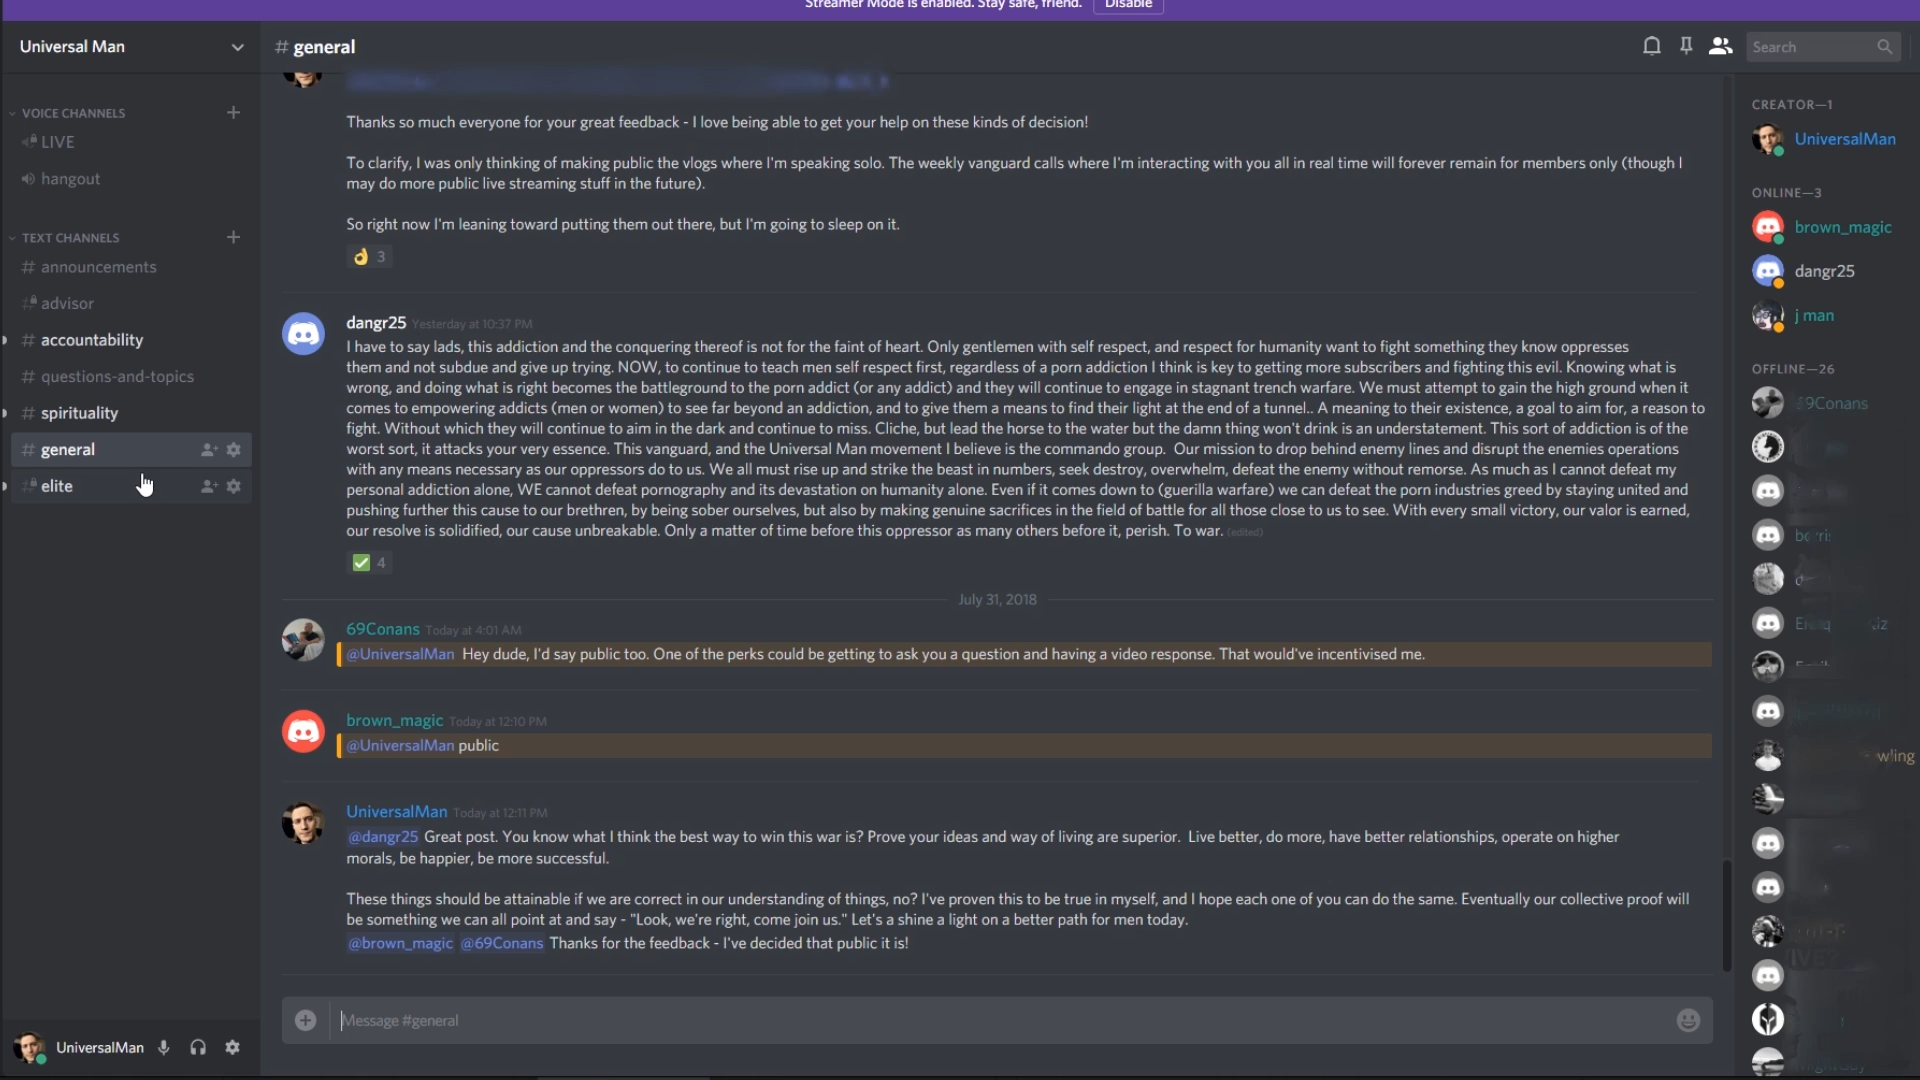 Streamer Mode is enabled. Stay safe, friend. Disable
Universal Man
# general
Search
VOICE CHANNELS
LIVE
hangout
TEXT CHANNELS
# announcements
# advisor
# accountability
# questions-and-topics
# spirituality
# general
# elite
UniversalMan
Thanks so much everyone for your great feedback - I love being able to get your help on these kinds of decision!
To clarify, I was only thinking of making public the vlogs where I'm speaking solo. The weekly vanguard calls where I'm interacting with you all in real time will forever remain for members only (though I
may do more public live streaming stuff in the future).
So right now I'm leaning toward putting them out there, but I'm going to sleep on it.
👌 3
dangr25 Yesterday at 10:37 PM
I have to say lads, this addiction and the conquering thereof is not for the faint of heart. Only gentlemen with self respect, and respect for humanity want to fight something they know oppresses
them and not subdue and give up trying. NOW, to continue to teach men self respect first, regardless of a porn addiction I think is key to getting more subscribers and fighting this evil. Knowing what is
wrong, and doing what is right becomes the battleground to the porn addict (or any addict) and they will continue to engage in stagnant trench warfare. We must attempt to gain the high ground when it
comes to empowering addicts (men or women) to see far beyond an addiction, and to give them a means to find their light at the end of a tunnel.. A meaning to their existence, a goal to aim for, a reason to
fight. Without which they will continue to aim in the dark and continue to miss. Cliche, but lead the horse to the water but the damn thing won't drink is an understatement. This sort of addiction is of the
worst sort, it attacks your very essence. This vanguard, and the Universal Man movement I believe is the commando group. Our mission to drop behind enemy lines and disrupt the enemies operations
with any means necessary as our oppressors do to us. We all must rise up and strike the beast in numbers, seek destroy, overwhelm, defeat the enemy without remorse. As much as I cannot defeat my
personal addiction alone, WE cannot defeat pornography and its devastation on humanity alone. Even if it comes down to (guerilla warfare) we can defeat the porn industries greed by staying united and
pushing further this cause to our brethren, by being sober ourselves, but also by making genuine sacrifices in the field of battle for all those close to us to see. With every small victory, our valor is earned,
our resolve is solidified, our cause unbreakable. Only a matter of time before this oppressor as many others before it, perish. To war. (edited)
✅ 4
July 31, 2018
69Conans Today at 4:01 AM
@UniversalMan Hey dude, I'd say public too. One of the perks could be getting to ask you a question and having a video response. That would've incentivised me.
brown_magic Today at 12:10 PM
@UniversalMan public
UniversalMan Today at 12:11 PM
@dangr25 Great post. You know what I think the best way to win this war is? Prove your ideas and way of living are superior. Live better, do more, have better relationships, operate on higher
morals, be happier, be more successful.
These things should be attainable if we are correct in our understanding of things, no? I've proven this to be true in myself, and I hope each one of you can do the same. Eventually our collective proof will
be something we can all point at and say - "Look, we're right, come join us." Let's a shine a light on a better path for men today.
@brown_magic @69Conans Thanks for the feedback - I've decided that public it is!
Message #general
CREATOR—1
UniversalMan
ONLINE—3
brown_magic
dangr25
j man
OFFLINE—26
69Conans